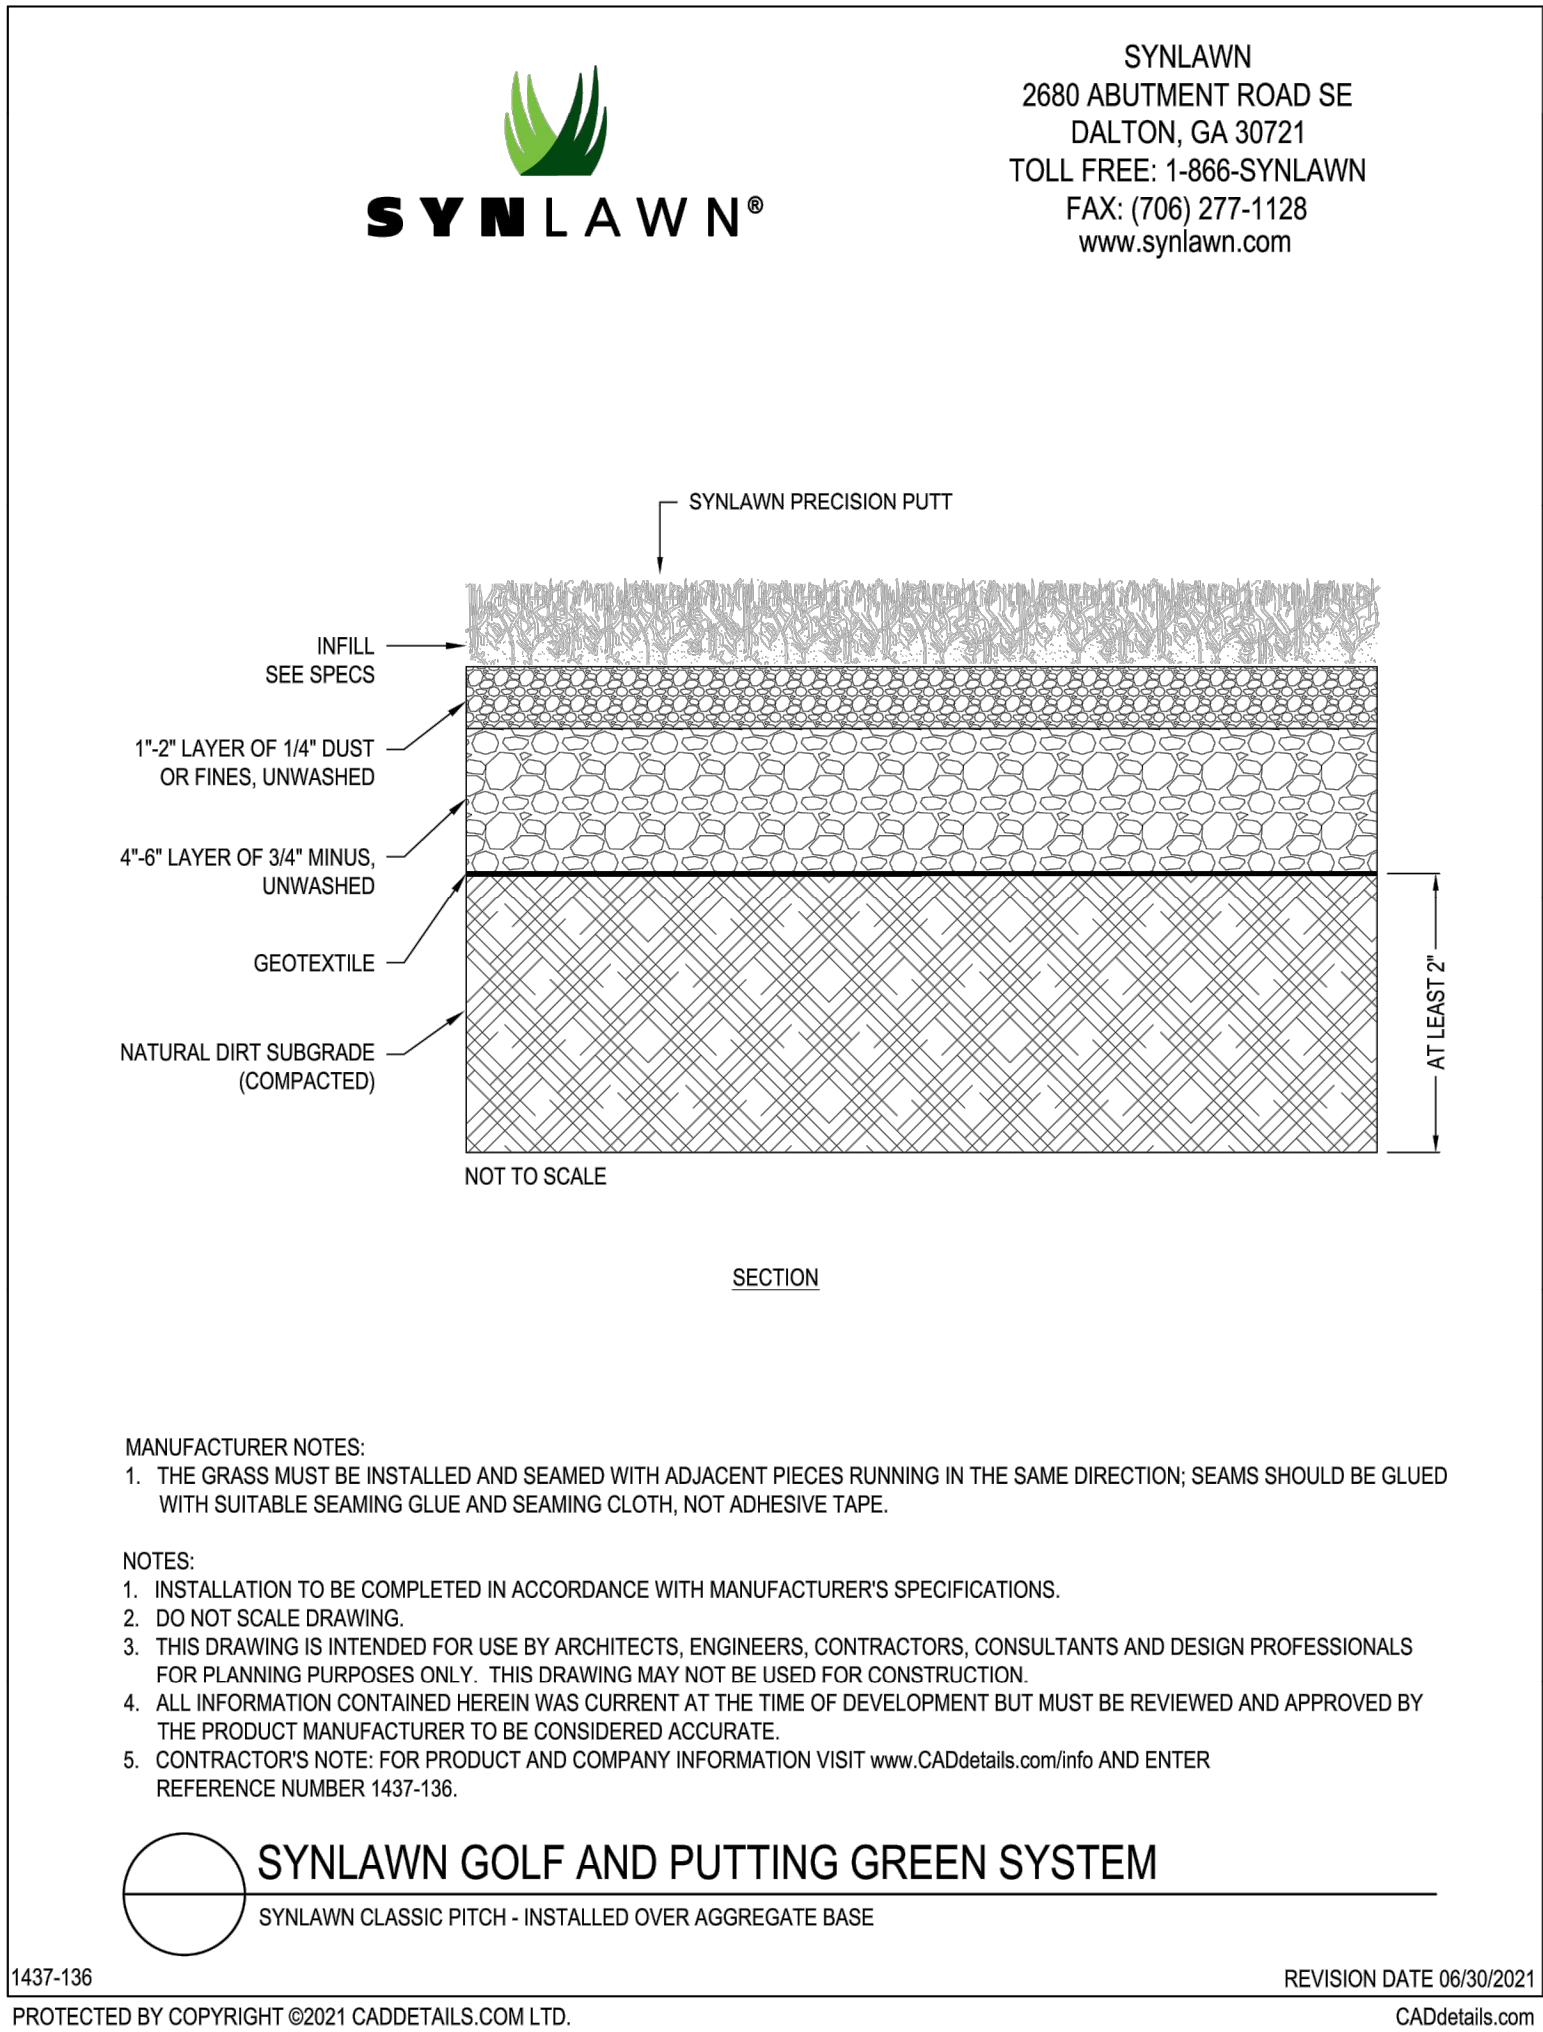 SYNLAWN®
SYNLAWN
2680 ABUTMENT ROAD SE
DALTON, GA 30721
TOLL FREE: 1-866-SYNLAWN
FAX: (706) 277-1128
www.synlawn.com
SYNLAWN PRECISION PUTT
INFILL
SEE SPECS
1"-2" LAYER OF 1/4" DUST
OR FINES, UNWASHED
4"-6" LAYER OF 3/4" MINUS,
UNWASHED
GEOTEXTILE
NATURAL DIRT SUBGRADE
(COMPACTED)
AT LEAST 2"
NOT TO SCALE
SECTION
MANUFACTURER NOTES:
1. THE GRASS MUST BE INSTALLED AND SEAMED WITH ADJACENT PIECES RUNNING IN THE SAME DIRECTION; SEAMS SHOULD BE GLUED
WITH SUITABLE SEAMING GLUE AND SEAMING CLOTH, NOT ADHESIVE TAPE.
NOTES:
1. INSTALLATION TO BE COMPLETED IN ACCORDANCE WITH MANUFACTURER'S SPECIFICATIONS.
2. DO NOT SCALE DRAWING.
3. THIS DRAWING IS INTENDED FOR USE BY ARCHITECTS, ENGINEERS, CONTRACTORS, CONSULTANTS AND DESIGN PROFESSIONALS
FOR PLANNING PURPOSES ONLY. THIS DRAWING MAY NOT BE USED FOR CONSTRUCTION.
4. ALL INFORMATION CONTAINED HEREIN WAS CURRENT AT THE TIME OF DEVELOPMENT BUT MUST BE REVIEWED AND APPROVED BY
THE PRODUCT MANUFACTURER TO BE CONSIDERED ACCURATE.
5. CONTRACTOR'S NOTE: FOR PRODUCT AND COMPANY INFORMATION VISIT www.CADdetails.com/info AND ENTER
REFERENCE NUMBER 1437-136.
SYNLAWN GOLF AND PUTTING GREEN SYSTEM
SYNLAWN CLASSIC PITCH - INSTALLED OVER AGGREGATE BASE
1437-136
REVISION DATE 06/30/2021
PROTECTED BY COPYRIGHT ©2021 CADDETAILS.COM LTD.
CADdetails.com